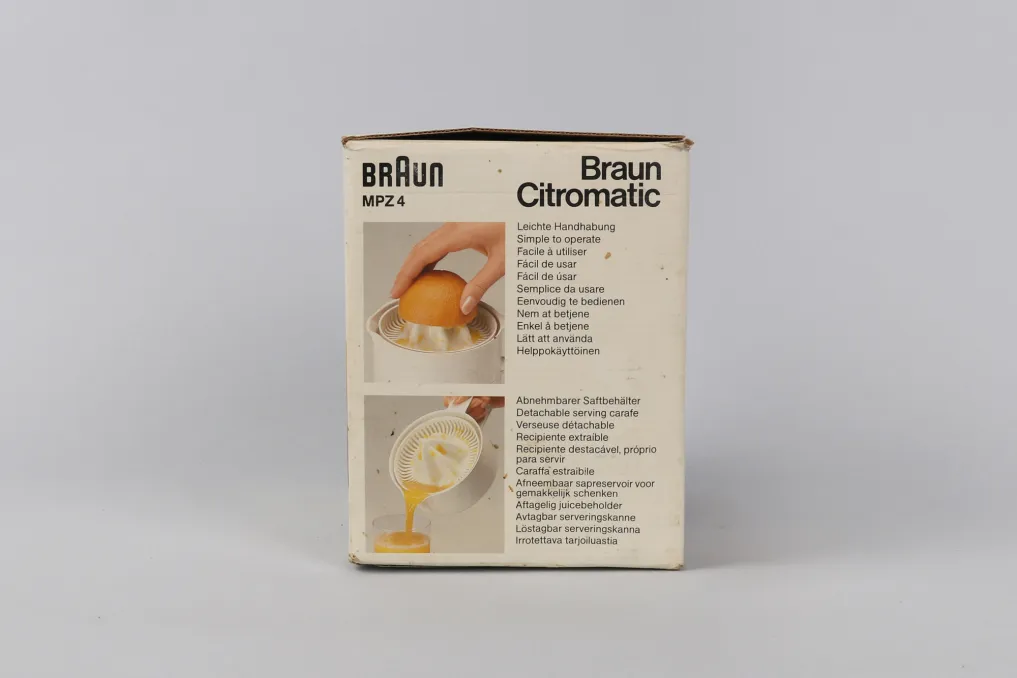 BRAUN
MPZ 4
Braun
Citromatic
Leichte Handhabung
Simple to operate
Facile à utiliser
Fácil de usar
Fácil de úsar
Semplice da usare
Eenvoudig te bedienen
Nem at betjene
Enkel å betjene
Lätt att använda
Helppokäyttöinen
Abnehmbarer Saftbehälter
Detachable serving carafe
Verseuse détachable
Recipiente extraíble
Recipiente destacável, próprio
para servir
Caraffa estraibile
Afneembaar sapreservoir voor
gemakkelijk schenken
Aftagelig juicebeholder
Avtagbar serveringskanne
Löstagbar serveringskanna
Irrotettava tarjoiluastia